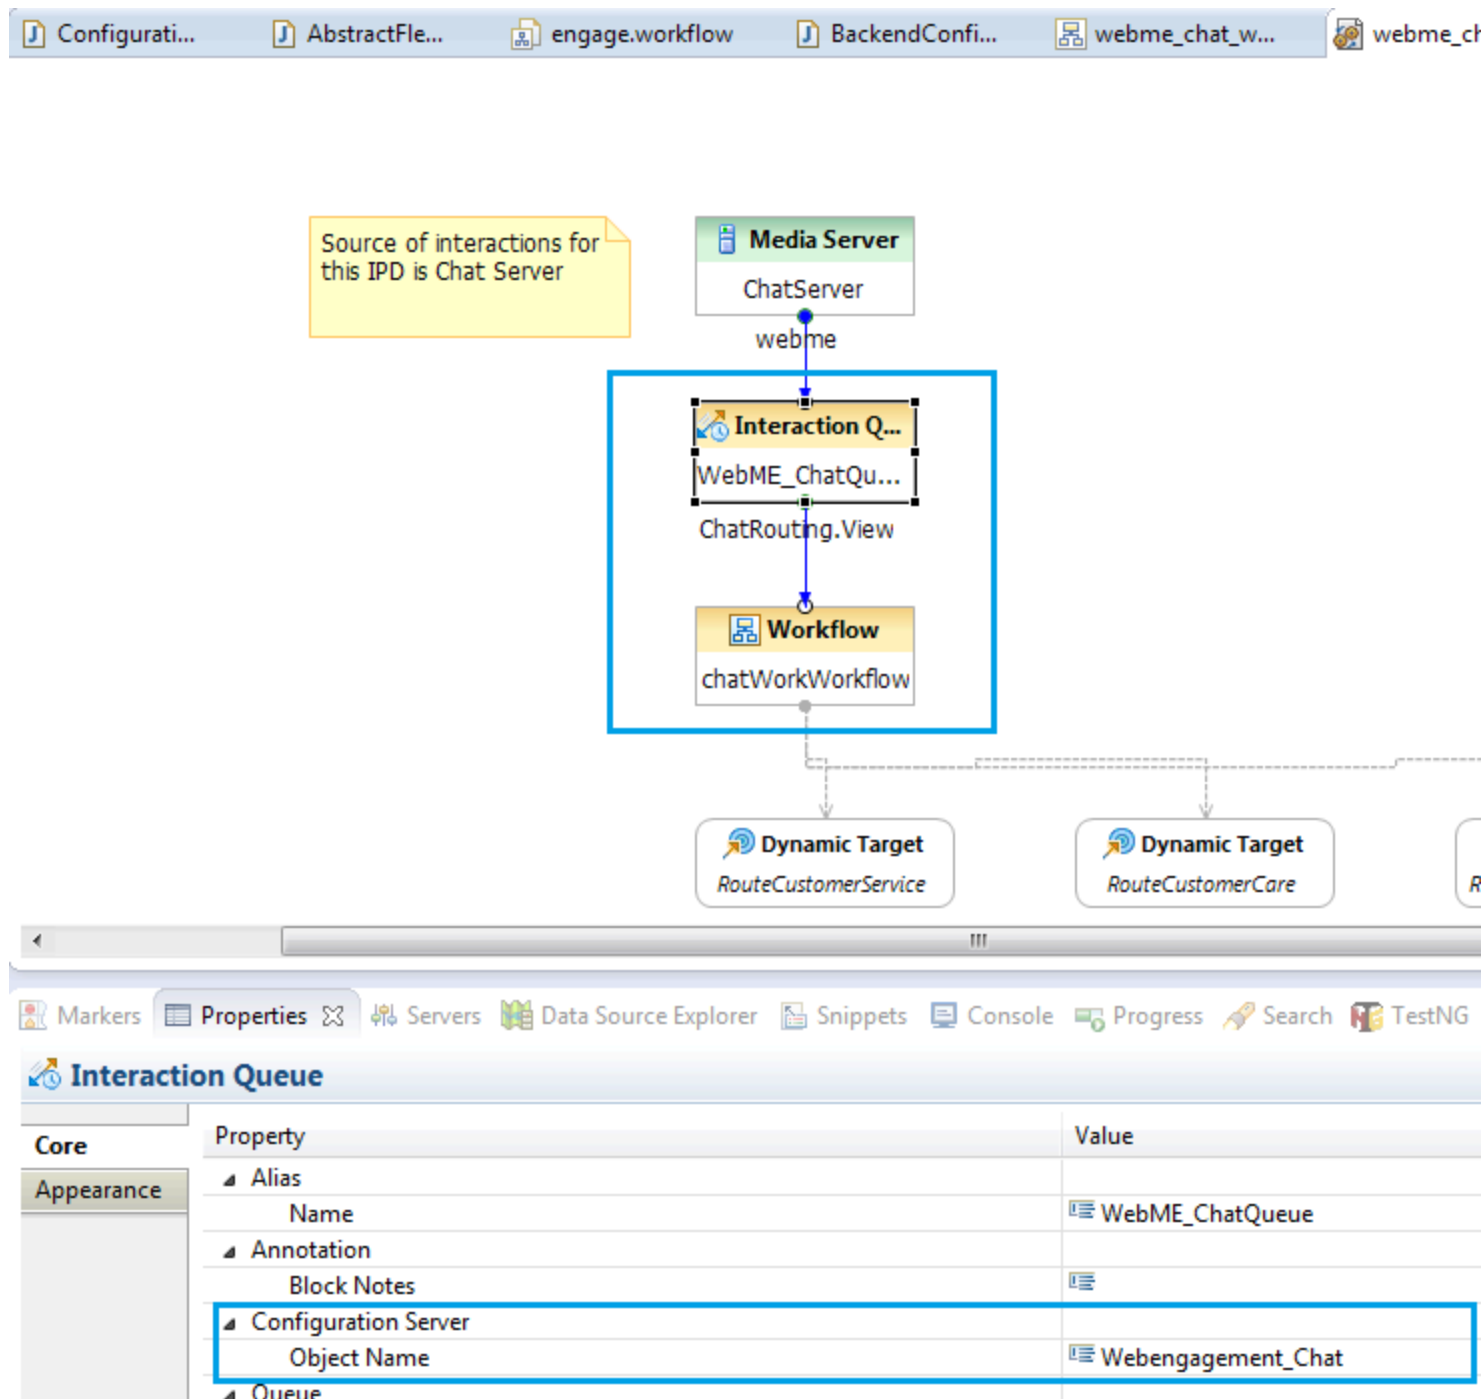 Configurati...
AbstractFle...
engage.workflow
BackendConfi...
webme_chat_w...
webme_ch
Source of interactions for
this IPD is Chat Server
Media Server
ChatServer
webme
Interaction Q...
WebME_ChatQu...
ChatRouting.View
Workflow
chatWorkWorkflow
Dynamic Target
RouteCustomerService
Dynamic Target
RouteCustomerCare
R
Markers
Properties
Servers
Data Source Explorer
Snippets
Console
Progress
Search
TestNG
Interaction Queue
Core
Appearance
Property Value
Alias
Name WebME_ChatQueue
Annotation
Block Notes
Configuration Server
Object Name Webengagement_Chat
Queue